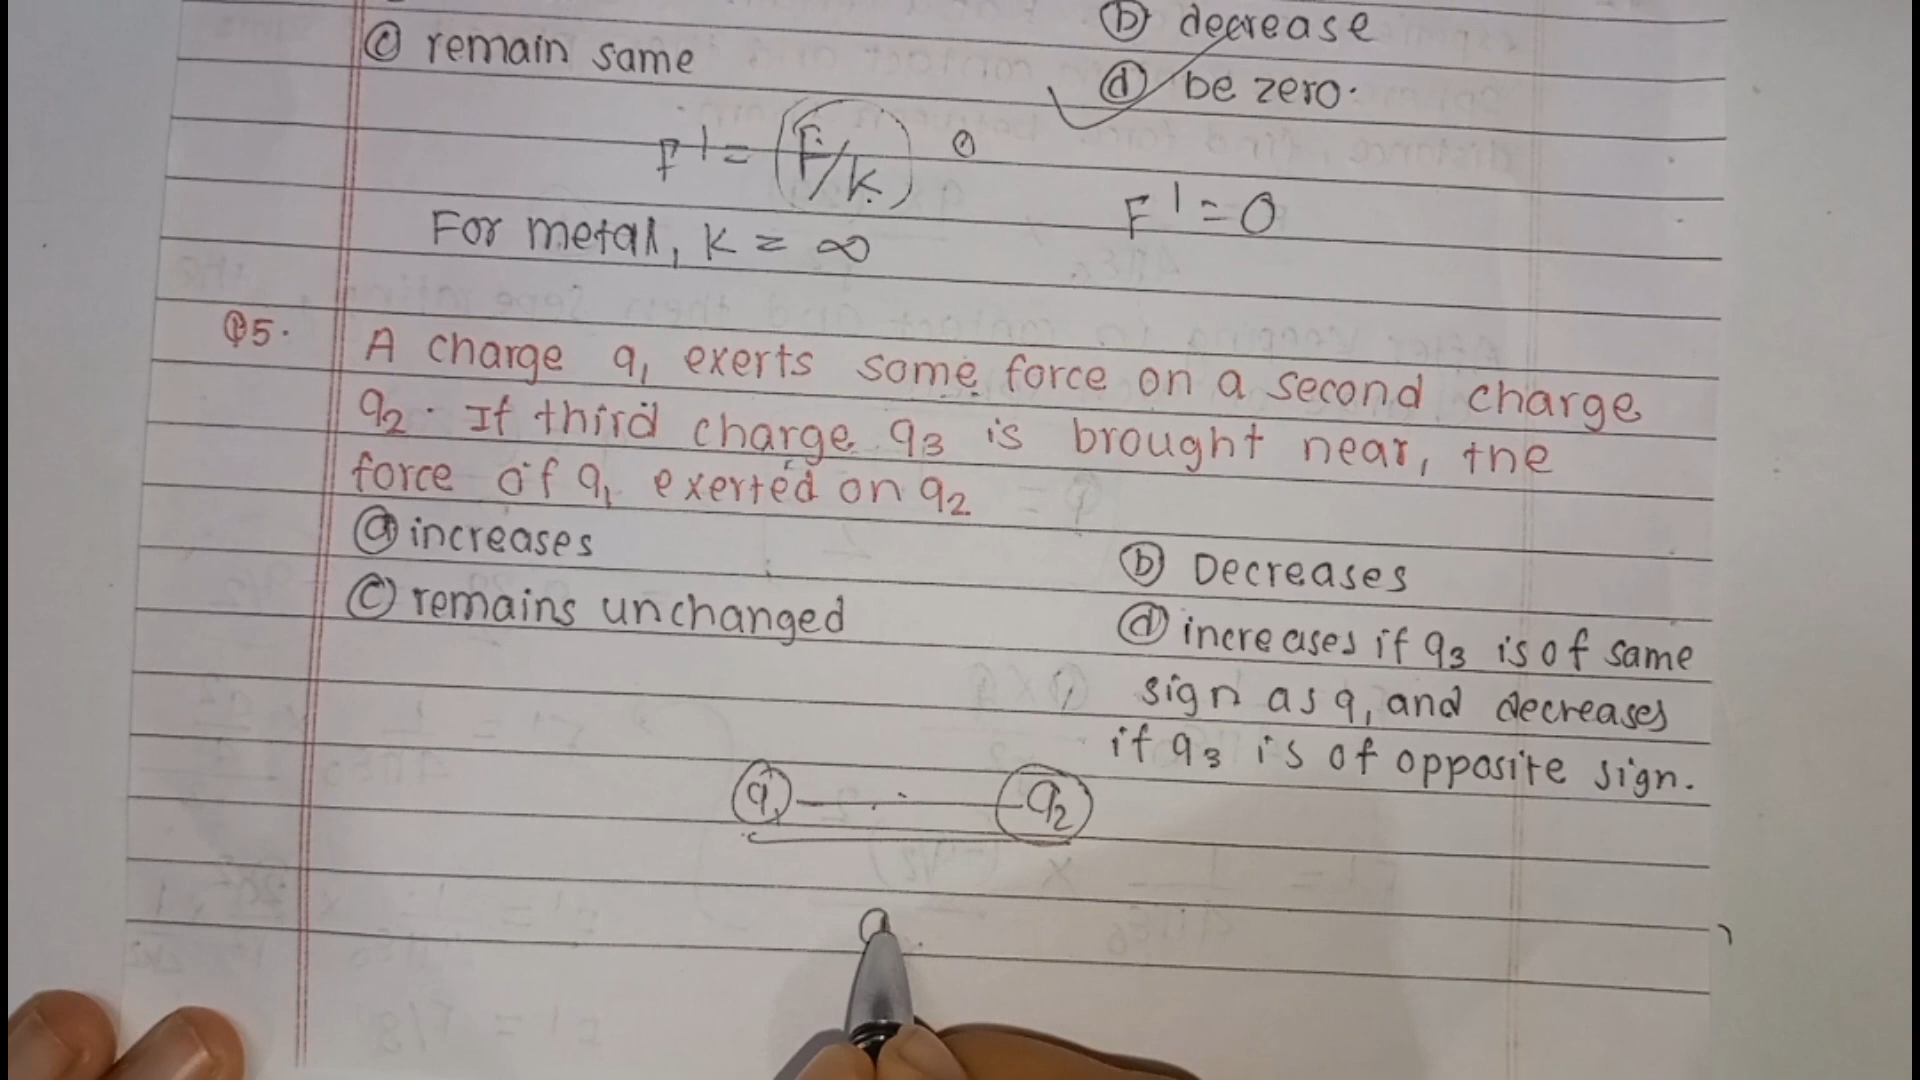 ⓑ decrease
ⓒ remain same
ⓓ be zero.
F' = (F/K) 0
F' = 0
For metal, K = ∞
Q5. A charge q₁ exerts some force on a second charge
q₂. If third charge q₃ is brought near, the
force of q₁ exerted on q₂
ⓐ increases
ⓑ Decreases
ⓒ remains unchanged
ⓓ increases if q₃ is of same
sign as q₁ and decreases
if q₃ is of opposite sign.
q₁ q₂